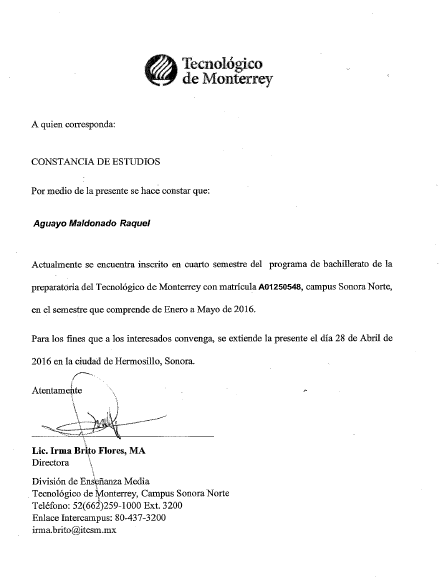 Tecnológico
de Monterrey
A quien corresponda:
CONSTANCIA DE ESTUDIOS
Por medio de la presente se hace constar que:
Aguayo Maldonado Raquel
Actualmente se encuentra inscrito en cuarto semestre del programa de bachillerato de la
preparatoria del Tecnológico de Monterrey con matrícula A01250548, campus Sonora Norte,
en el semestre que comprende de Enero a Mayo de 2016.
Para los fines que a los interesados convenga, se extiende la presente el día 28 de Abril de
2016 en la ciudad de Hermosillo, Sonora.
Atentamente
Lic. Irma Brito Flores, MA
Directora
División de Enseñanza Media
Tecnológico de Monterrey, Campus Sonora Norte
Teléfono: 52(662)259-1000 Ext. 3200
Enlace Intercampus: 80-437-3200
irma.brito@itesm.mx